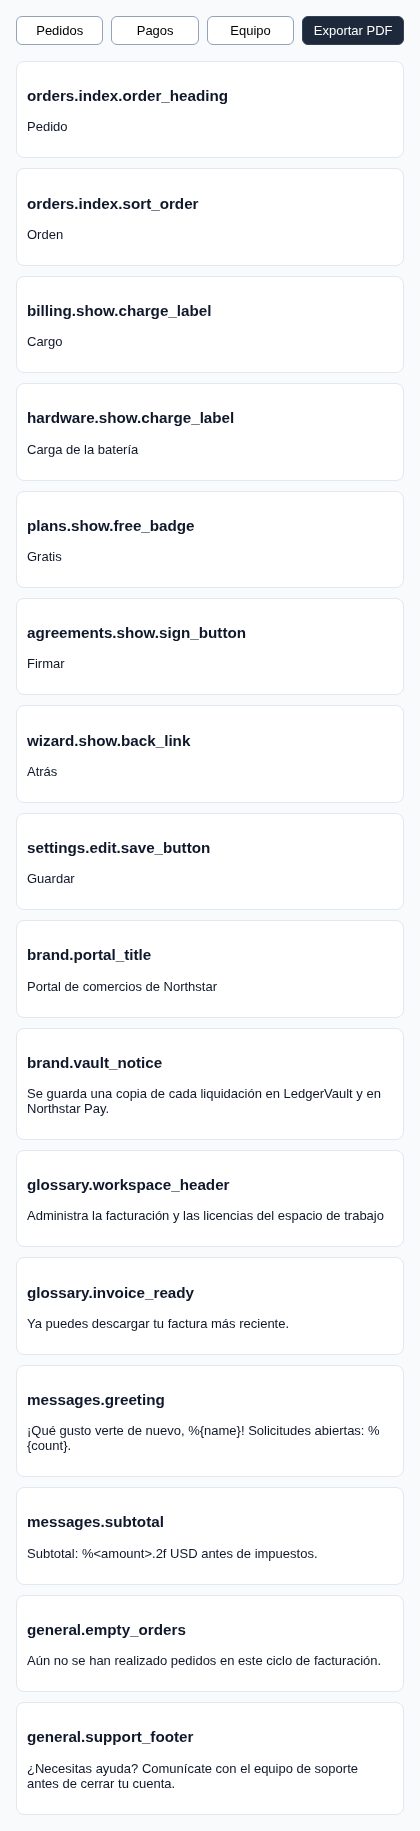 Pedidos
Pagos
Equipo
Exportar PDF
orders.index.order_heading
Pedido
orders.index.sort_order
Orden
billing.show.charge_label
Cargo
hardware.show.charge_label
Carga de la batería
plans.show.free_badge
Gratis
agreements.show.sign_button
Firmar
wizard.show.back_link
Atrás
settings.edit.save_button
Guardar
brand.portal_title
Portal de comercios de Northstar
brand.vault_notice
Se guarda una copia de cada liquidación en LedgerVault y en
Northstar Pay.
glossary.workspace_header
Administra la facturación y las licencias del espacio de trabajo
glossary.invoice_ready
Ya puedes descargar tu factura más reciente.
messages.greeting
¡Qué gusto verte de nuevo, %{name}! Solicitudes abiertas: %
{count}.
messages.subtotal
Subtotal: %<amount>.2f USD antes de impuestos.
general.empty_orders
Aún no se han realizado pedidos en este ciclo de facturación.
general.support_footer
¿Necesitas ayuda? Comunícate con el equipo de soporte
antes de cerrar tu cuenta.